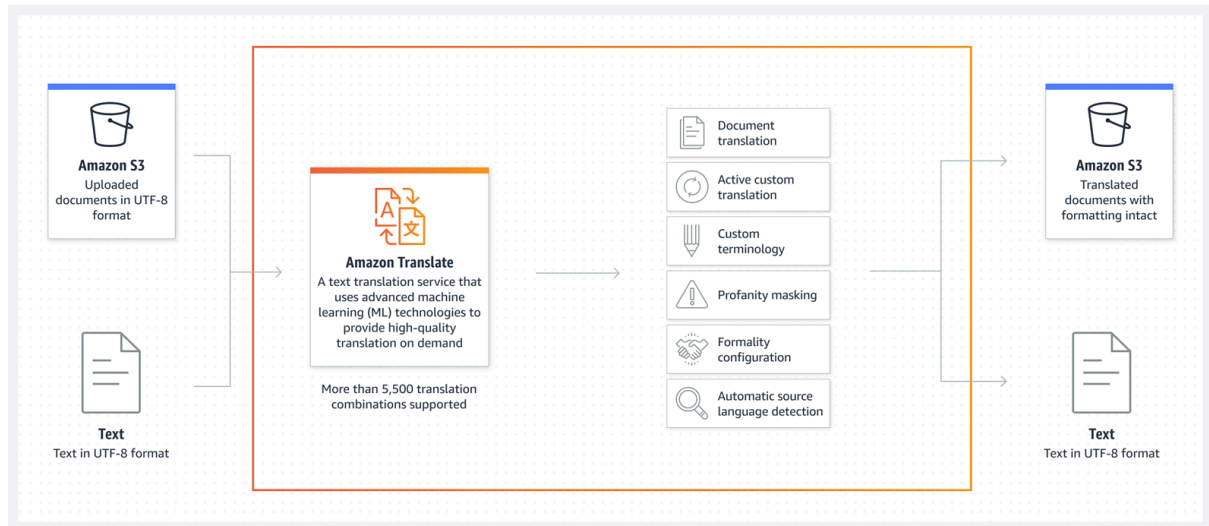 Amazon S3
Uploaded
documents in UTF-8
format
Text
Text in UTF-8 format
A
文
Amazon Translate
A text translation service that
uses advanced machine
learning (ML) technologies to
provide high-quality
translation on demand
More than 5,500 translation
combinations supported
Document
translation
Active custom
translation
Custom
terminology
Profanity masking
Formality
configuration
Automatic source
language detection
Amazon S3
Translated
documents with
formatting intact
Text
Text in UTF-8 format